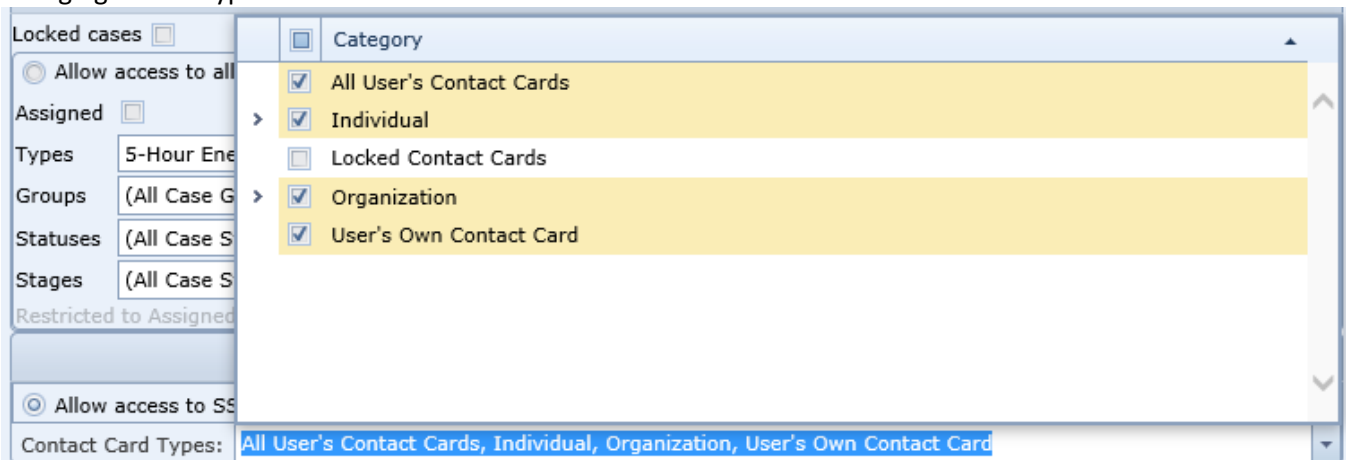 Locked cases
Category
Allow access to all
All User's Contact Cards
Assigned
Individual
Types 5-Hour Ene
Locked Contact Cards
Groups (All Case G
Organization
Statuses (All Case S
User's Own Contact Card
Stages (All Case S
Restricted to Assigned
Allow access to SS
Contact Card Types: All User's Contact Cards, Individual, Organization, User's Own Contact Card